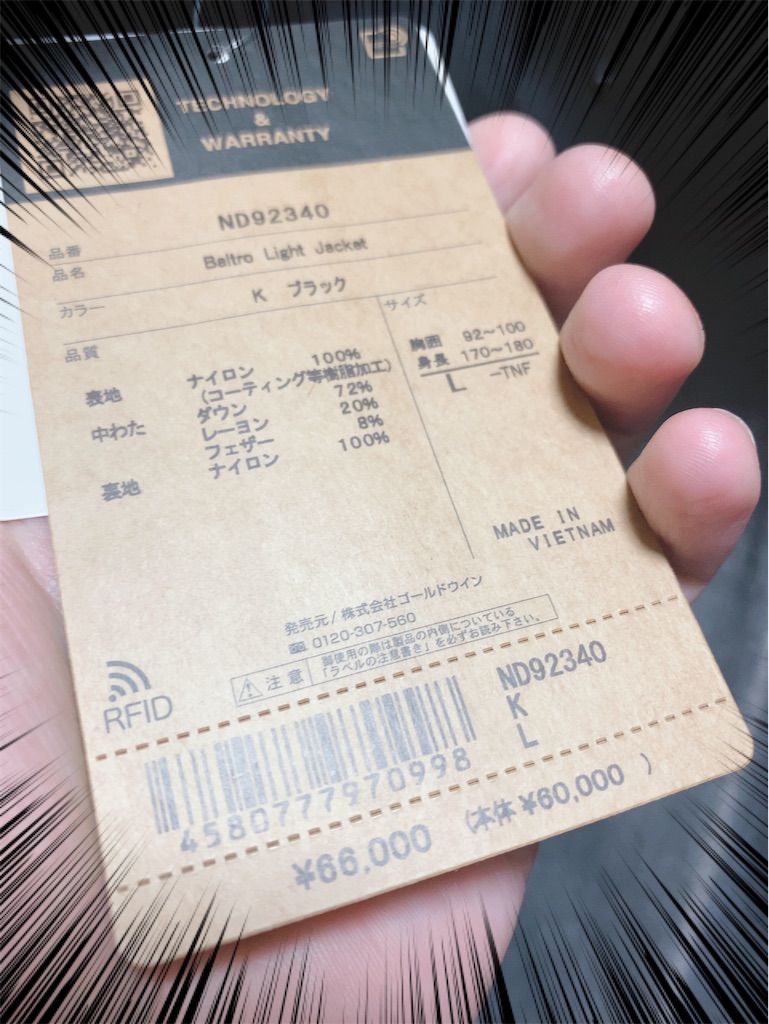 TECHNOLOGY
&
WARRANTY
品番 ND92340
品名 Baltro Light Jacket
カラー K ブラック
品質
サイズ
表地 ナイロン 100%
(コーティング等樹脂加工)
中わた ダウン 72%
レーヨン 20%
フェザー 8%
裏地 ナイロン 100%
胸囲 92〜100
身長 170〜180
L -TNF
MADE IN
VIETNAM
発売元/株式会社ゴールドウイン
0120-307-560
注意
御使用の際は製品の内側についている
「ラベルの注意書き」を必ずお読み下さい。
RFID
ND92340
K
L
4580777970998
¥66,000 (本体¥60,000 )